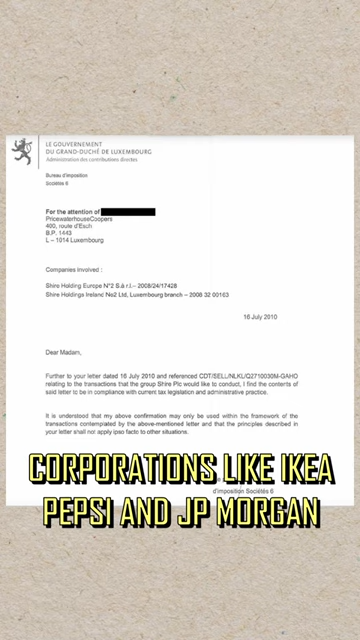 LE GOUVERNEMENT
DU GRAND-DUCHÉ DE LUXEMBOURG
Administration des contributions directes
Bureau d'imposition
Sociétés 6
For the attention of
PricewaterhouseCoopers
400, route d'Esch
B.P. 1443
L – 1014 Luxembourg
Companies involved :
Shire Holding Europe N°2 S.à r.l.– 2008/24/17428
Shire Holdings Ireland No2 Ltd, Luxembourg branch – 2008 32 00163
16 July 2010
Dear Madam,
Further to your letter dated 16 July 2010 and referenced CDT/SELL/NLKL/Q2710030M-GAHO
relating to the transactions that the group Shire Plc would like to conduct, I find the contents of
said letter to be in compliance with current tax legislation and administrative practice.
It is understood that my above confirmation may only be used within the framework of the
transactions contemplated by the above-mentioned letter and that the principles described in
your letter shall not apply ipso facto to other situations.
CORPORATIONS LIKE IKEA
d'imposition Sociétés 6
PEPSI AND JP MORGAN